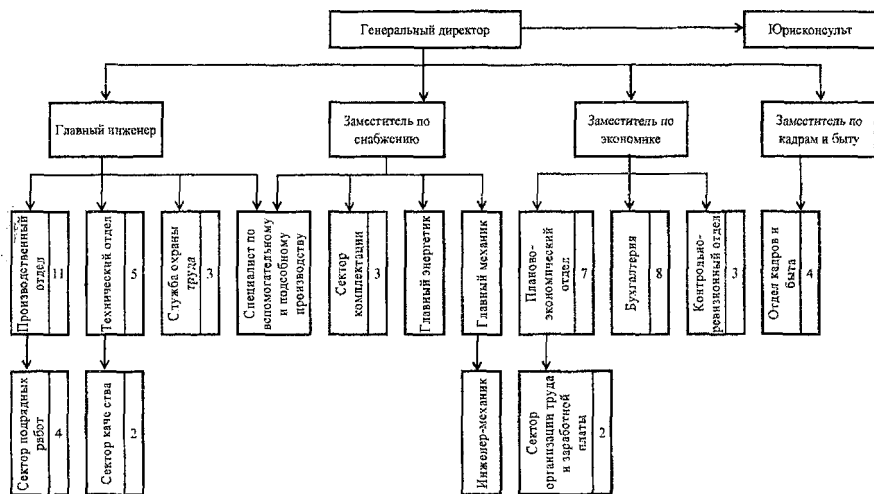 Генеральный директор
Юрисконсульт
Главный инженер
Заместитель по
снабжению
Заместитель по
экономике
Заместитель по
кадрам и быту
Производственный
отдел
11
Технический отдел
5
Служба охраны
труда
3
Специалист по
вспомогательному
и подсобному
производству
Сектор
комплектации
3
Главный энергетик
Главный механик
Планово-
экономический
отдел
7
Бухгалтерия
8
Контрольно-
ревизионный отдел
3
Отдел кадров и
быта
4
Сектор подрядных
работ
4
Сектор качества
2
Инженер-механик
Сектор
организации труда
и заработной
платы
2